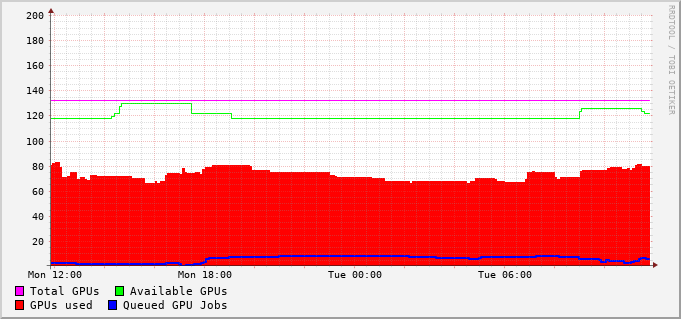 200
180
160
140
120
100
80
60
40
20
Mon 12:00 Mon 18:00 Tue 00:00 Tue 06:00
Total GPUs Available GPUs
GPUs used Queued GPU Jobs
RRDTOOL / TOBI OETIKER